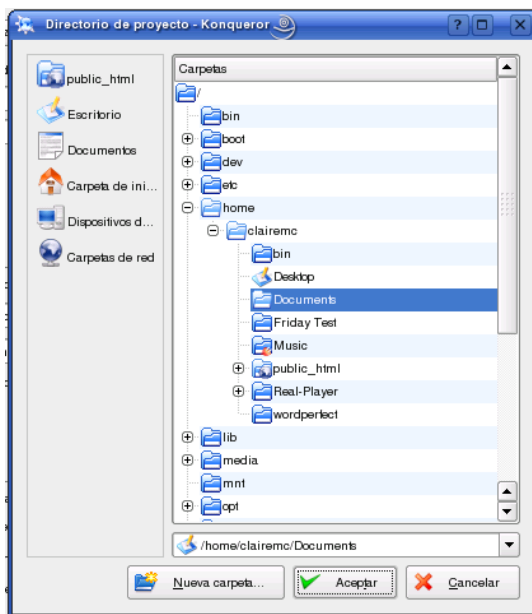 Directorio de proyecto - Konqueror
public_html
Escritorio
Documentos
Carpeta de ini...
Dispositivos d...
Carpetas de red
Carpetas
/
bin
boot
dev
etc
home
clairemc
bin
Desktop
Documents
Friday Test
Music
public_html
Real-Player
wordperfect
lib
media
mnt
opt
/home/clairemc/Documents
Nueva carpeta...
Aceptar
Cancelar